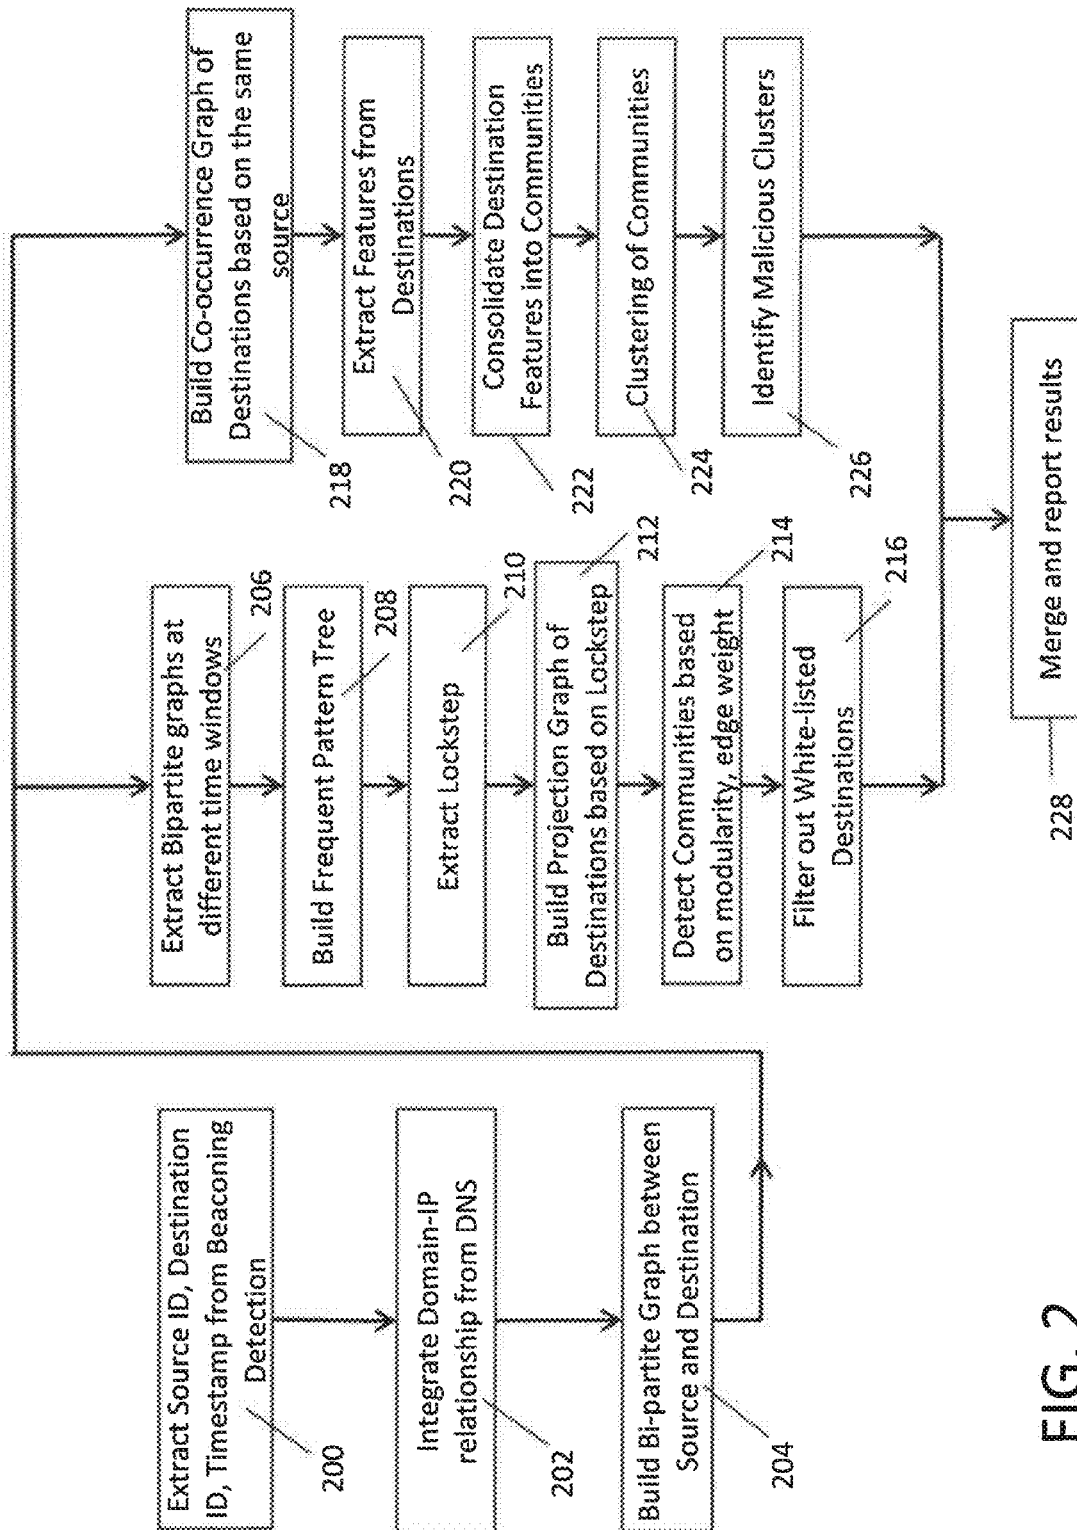 Extract Source ID, Destination
ID, Timestamp from Beaconing
Detection
200
Integrate Domain-IP
relationship from DNS
202
Build Bi-partite Graph between
Source and Destination
204
Extract Bipartite graphs at
different time windows
206
Build Frequent Pattern Tree
208
Extract Lockstep
210
Build Projection Graph of
Destinations based on Lockstep
212
Detect Communities based
on modularity, edge weight
214
Filter out White-listed
Destinations
216
Build Co-occurrence Graph of
Destinations based on the same
source
218
Extract Features from
Destinations
220
Consolidate Destination
Features into Communities
222
Clustering of Communities
224
Identify Malicious Clusters
226
Merge and report results
228
FIG. 2